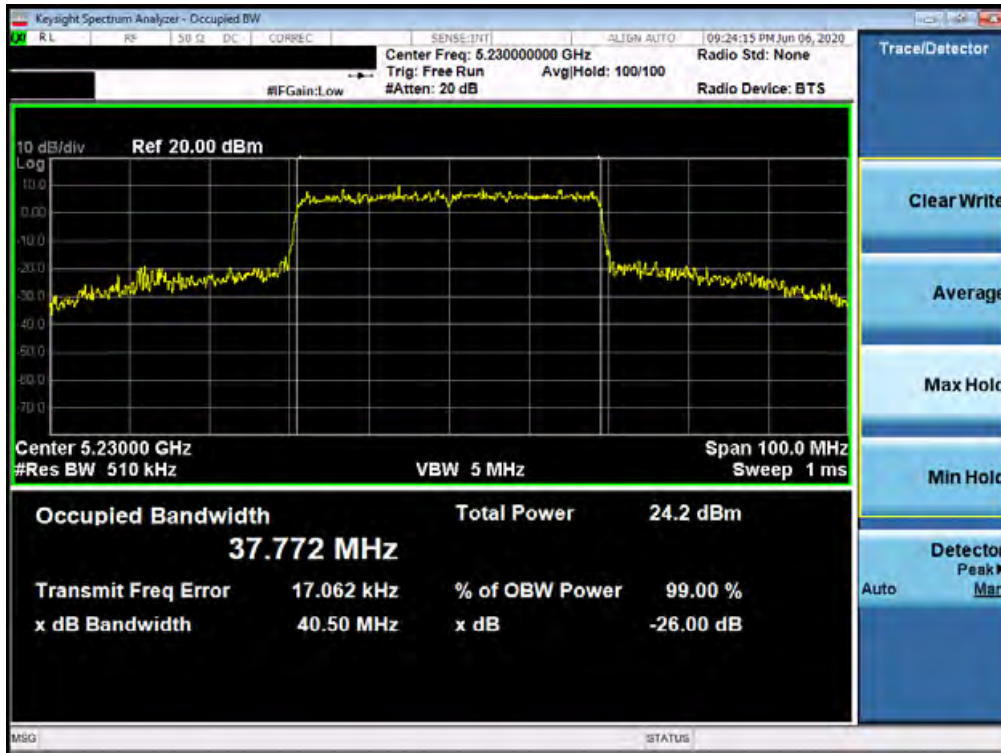 Keysight Spectrum Analyzer - Occupied BW
RL RF 50 Ω DC CORREC SENSE:INT ALIGN AUTO 09:24:15 PM Jun 06, 2020
Center Freq: 5.230000000 GHz Radio Std: None
Trig: Free Run Avg|Hold: 100/100
#IFGain:Low #Atten: 20 dB Radio Device: BTS
Trace/Detector
10 dB/div Ref 20.00 dBm
Log
10.0
0.00
-10.0
-20.0
-30.0
-40.0
-50.0
-60.0
-70.0
Center 5.23000 GHz Span 100.0 MHz
#Res BW 510 kHz VBW 5 MHz Sweep 1 ms
Occupied Bandwidth Total Power 24.2 dBm
37.772 MHz
Transmit Freq Error 17.062 kHz % of OBW Power 99.00 %
x dB Bandwidth 40.50 MHz x dB -26.00 dB
Clear Write
Average
Max Hold
Min Hold
Detector
Peak
Auto Man
MSG STATUS